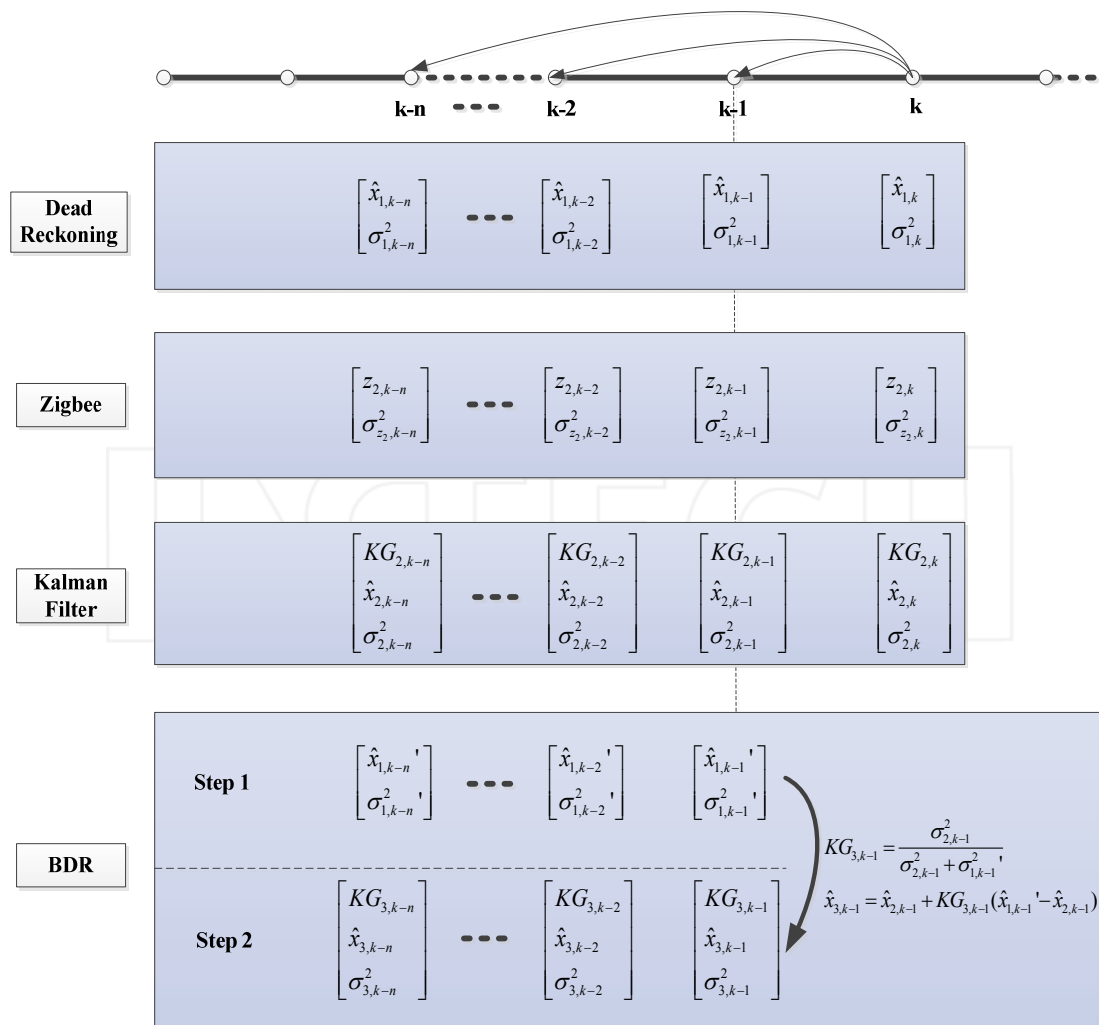 k-n k-2 k-1 k
Dead
Reckoning
[x̂_{1,k-n} σ²_{1,k-n}] [x̂_{1,k-2} σ²_{1,k-2}] [x̂_{1,k-1} σ²_{1,k-1}] [x̂_{1,k} σ²_{1,k}]
Zigbee
[z_{2,k-n} σ²_{z₂,k-n}] [z_{2,k-2} σ²_{z₂,k-2}] [z_{2,k-1} σ²_{z₂,k-1}] [z_{2,k} σ²_{z₂,k}]
Kalman
Filter
[KG_{2,k-n} x̂_{2,k-n} σ²_{2,k-n}] [KG_{2,k-2} x̂_{2,k-2} σ²_{2,k-2}] [KG_{2,k-1} x̂_{2,k-1} σ²_{2,k-1}] [KG_{2,k} x̂_{2,k} σ²_{2,k}]
BDR
Step 1
[x̂_{1,k-n}' σ²_{1,k-n}'] [x̂_{1,k-2}' σ²_{1,k-2}'] [x̂_{1,k-1}' σ²_{1,k-1}']
KG_{3,k-1} = σ²_{2,k-1} / (σ²_{2,k-1} + σ²_{1,k-1}')
x̂_{3,k-1} = x̂_{2,k-1} + KG_{3,k-1}(x̂_{1,k-1}' - x̂_{2,k-1})
Step 2
[KG_{3,k-n} x̂_{3,k-n} σ²_{3,k-n}] [KG_{3,k-2} x̂_{3,k-2} σ²_{3,k-2}] [KG_{3,k-1} x̂_{3,k-1} σ²_{3,k-1}]